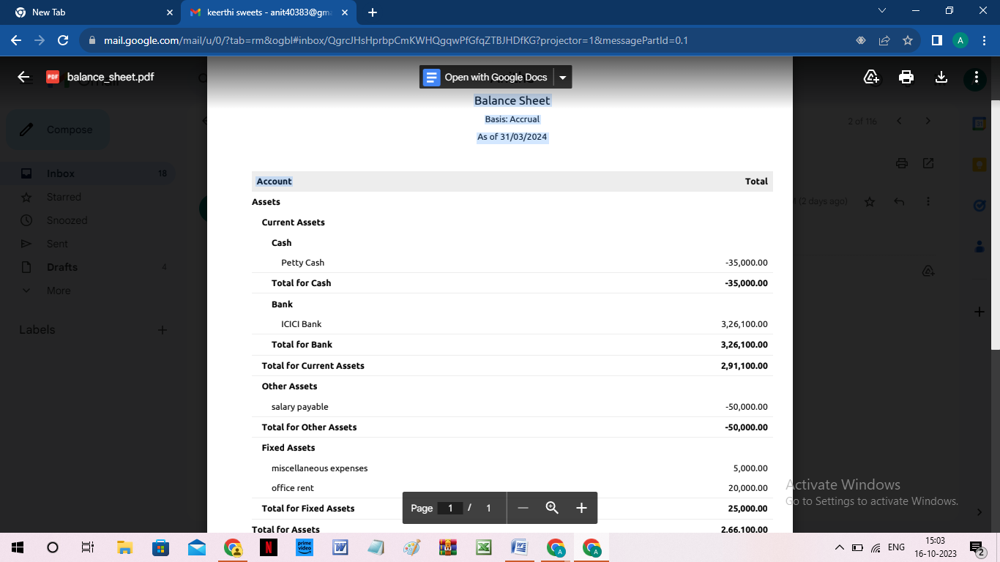 New Tab
keerthi sweets - anit40383@gm
mail.google.com/mail/u/0/?tab=rm&ogbl#inbox/QgrcJHsHprbpCmKWHQgqwPfGfqZTBJHDfKG?projector=1&messagePartId=0.1
A
PDF
balance_sheet.pdf
Open with Google Docs
Compose
2 of 116
Inbox 18
Starred
Snoozed
Sent
Drafts 4
More
Labels
(2 days ago)
Balance Sheet
Basis: Accrual
As of 31/03/2024
Account Total
Assets
Current Assets
Cash
Petty Cash -35,000.00
Total for Cash -35,000.00
Bank
ICICI Bank 3,26,100.00
Total for Bank 3,26,100.00
Total for Current Assets 2,91,100.00
Other Assets
salary payable -50,000.00
Total for Other Assets -50,000.00
Fixed Assets
miscellaneous expenses 5,000.00
office rent 20,000.00
Total for Fixed Assets 25,000.00
Total for Assets 2,66,100.00
Page 1 / 1
Activate Windows
Go to Settings to activate Windows.
prime video
ENG
15:03
16-10-2023
2